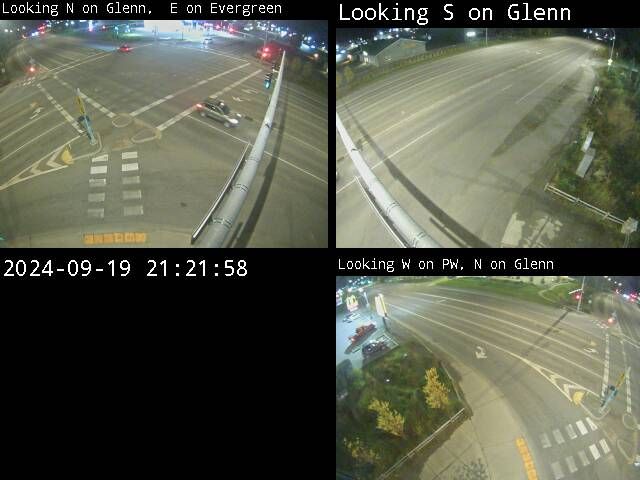 Looking N on Glenn,  E on Evergreen
Looking S on Glenn
2024-09-19 21:21:58
Looking W on PW, N on Glenn